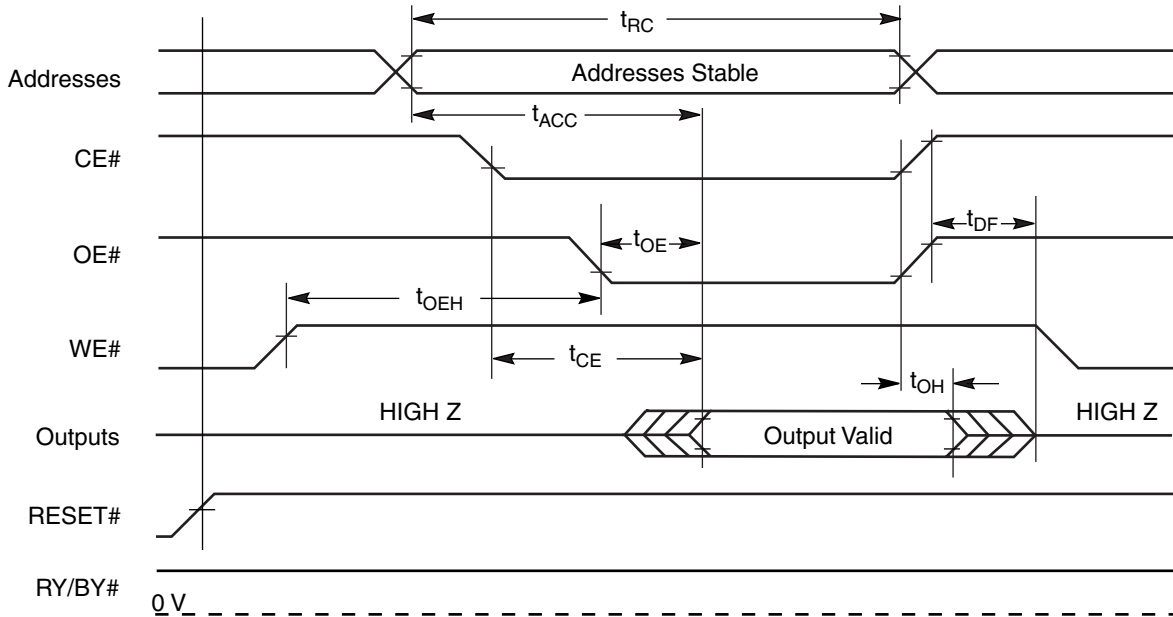 tRC
Addresses
Addresses Stable
tACC
CE#
tDF
OE#
tOE
tOEH
WE#
tCE
tOH
HIGH Z
HIGH Z
Outputs
Output Valid
RESET#
RY/BY#
0 V